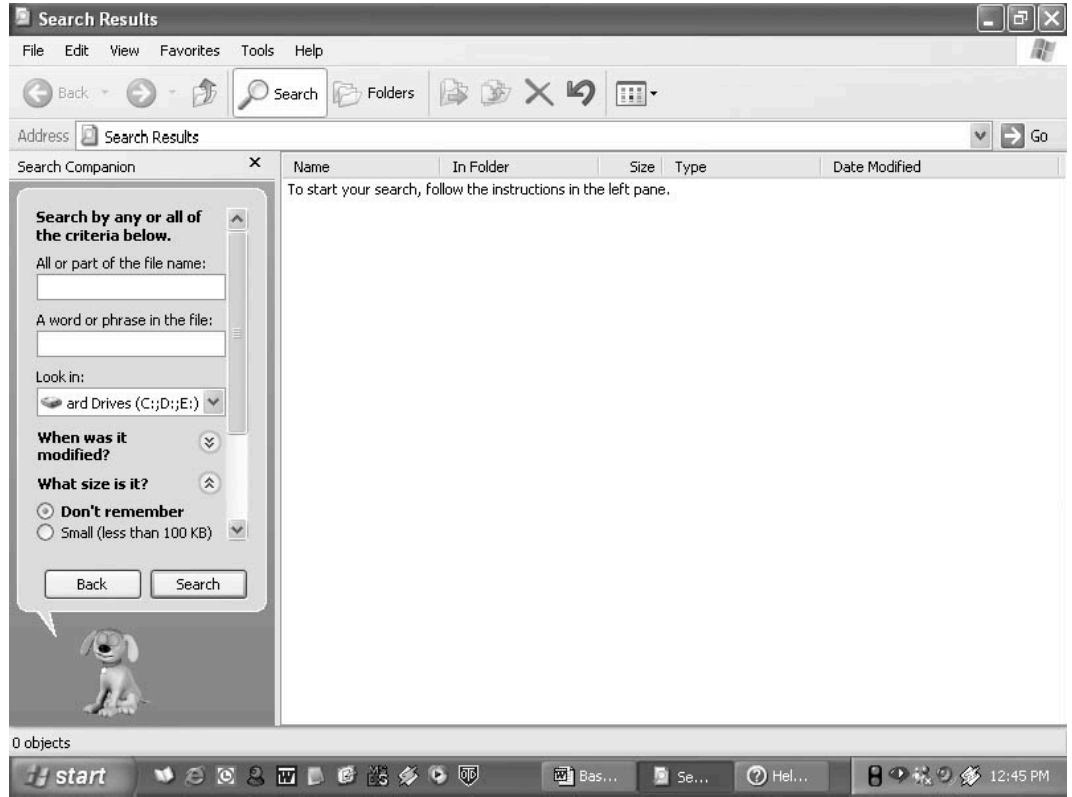 Search Results
File Edit View Favorites Tools Help
Back Search Folders
Address Search Results Go
Search Companion
Name In Folder Size Type Date Modified
To start your search, follow the instructions in the left pane.
Search by any or all of
the criteria below.
All or part of the file name:
A word or phrase in the file:
Look in:
ard Drives (C:;D:;E:)
When was it
modified?
What size is it?
Don't remember
Small (less than 100 KB)
Back Search
0 objects
start W Bas... Se... Hel... 12:45 PM